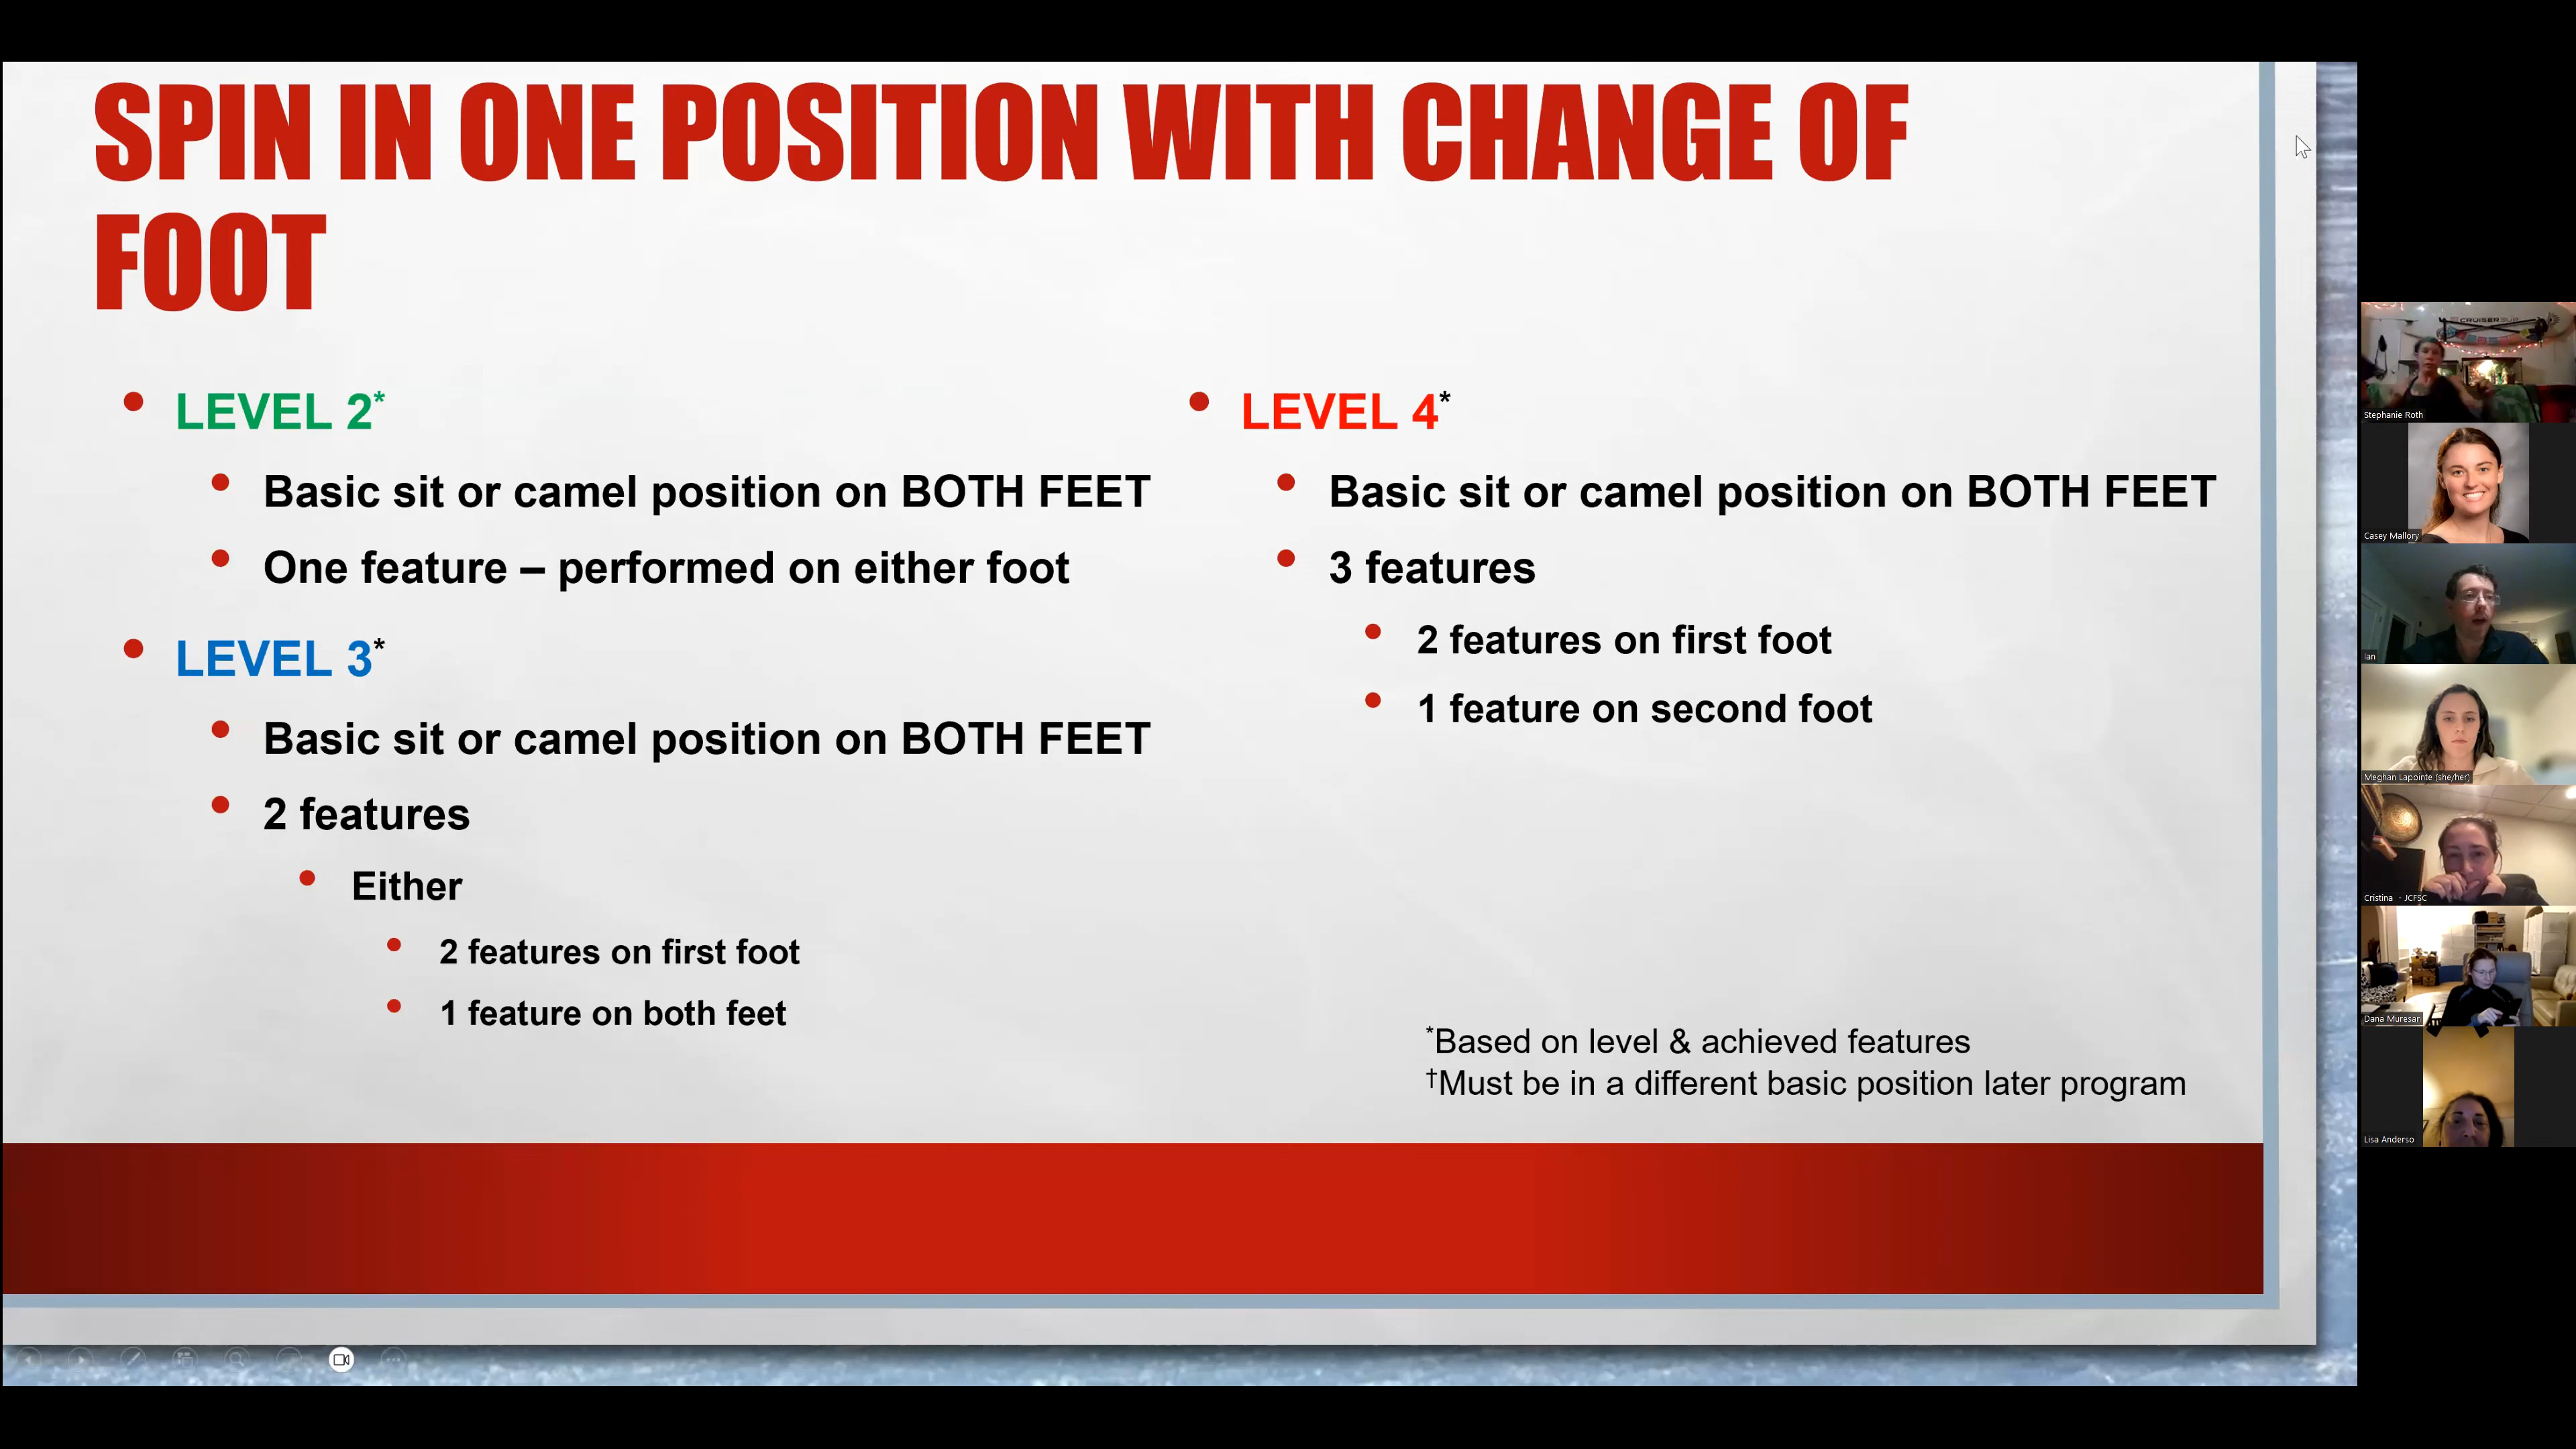 SPIN IN ONE POSITION WITH CHANGE OF
FOOT
LEVEL 2*
Basic sit or camel position on BOTH FEET
One feature – performed on either foot
LEVEL 3*
Basic sit or camel position on BOTH FEET
2 features
Either
2 features on first foot
1 feature on both feet
LEVEL 4*
Basic sit or camel position on BOTH FEET
3 features
2 features on first foot
1 feature on second foot
*Based on level & achieved features
†Must be in a different basic position later program
CRUISER
Stephanie Roth
Casey Mallory
Ian
Meghan Lapointe (she/her)
Cristina - JCFSC
Dana Muresan
Lisa Anderso